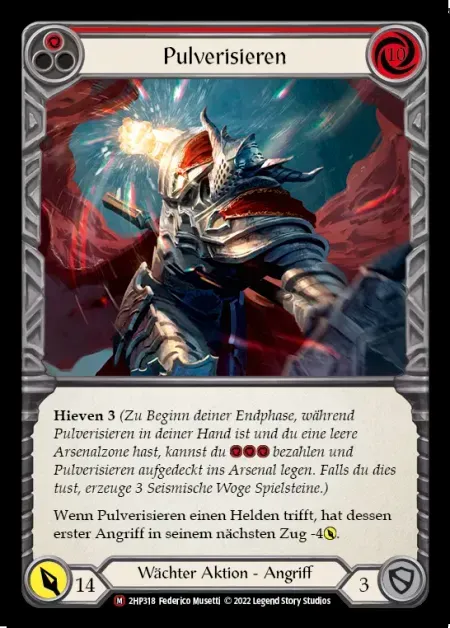 Pulverisieren
10
Hieven 3 (Zu Beginn deiner Endphase, während
Pulverisieren in deiner Hand ist und du eine leere
Arsenalzone hast, kannst du bezahlen und
Pulverisieren aufgedeckt ins Arsenal legen. Falls du dies
tust, erzeuge 3 Seismische Woge Spielsteine.)
Wenn Pulverisieren einen Helden trifft, hat dessen
erster Angriff in seinem nächsten Zug -4.
14
Wächter Aktion - Angriff
3
M 2HP318 Federico Musetti © 2022 Legend Story Studios